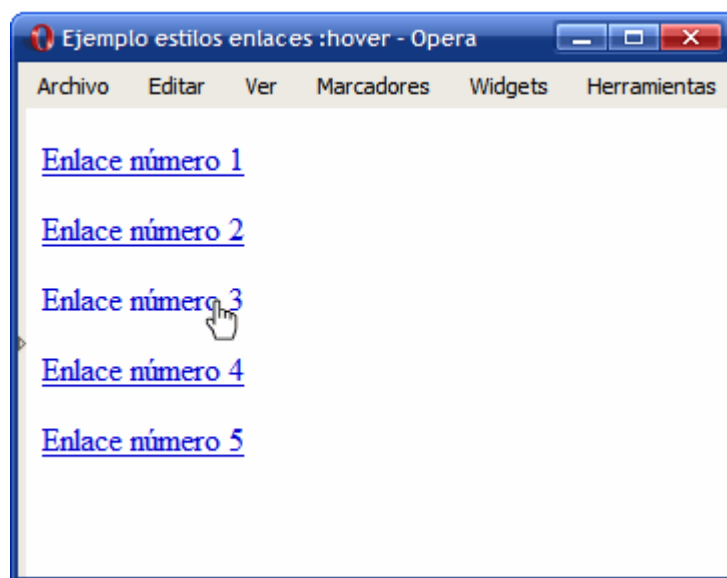 Ejemplo estilos enlaces :hover - Opera
Archivo Editar Ver Marcadores Widgets Herramientas
Enlace número 1
Enlace número 2
Enlace número 3
Enlace número 4
Enlace número 5